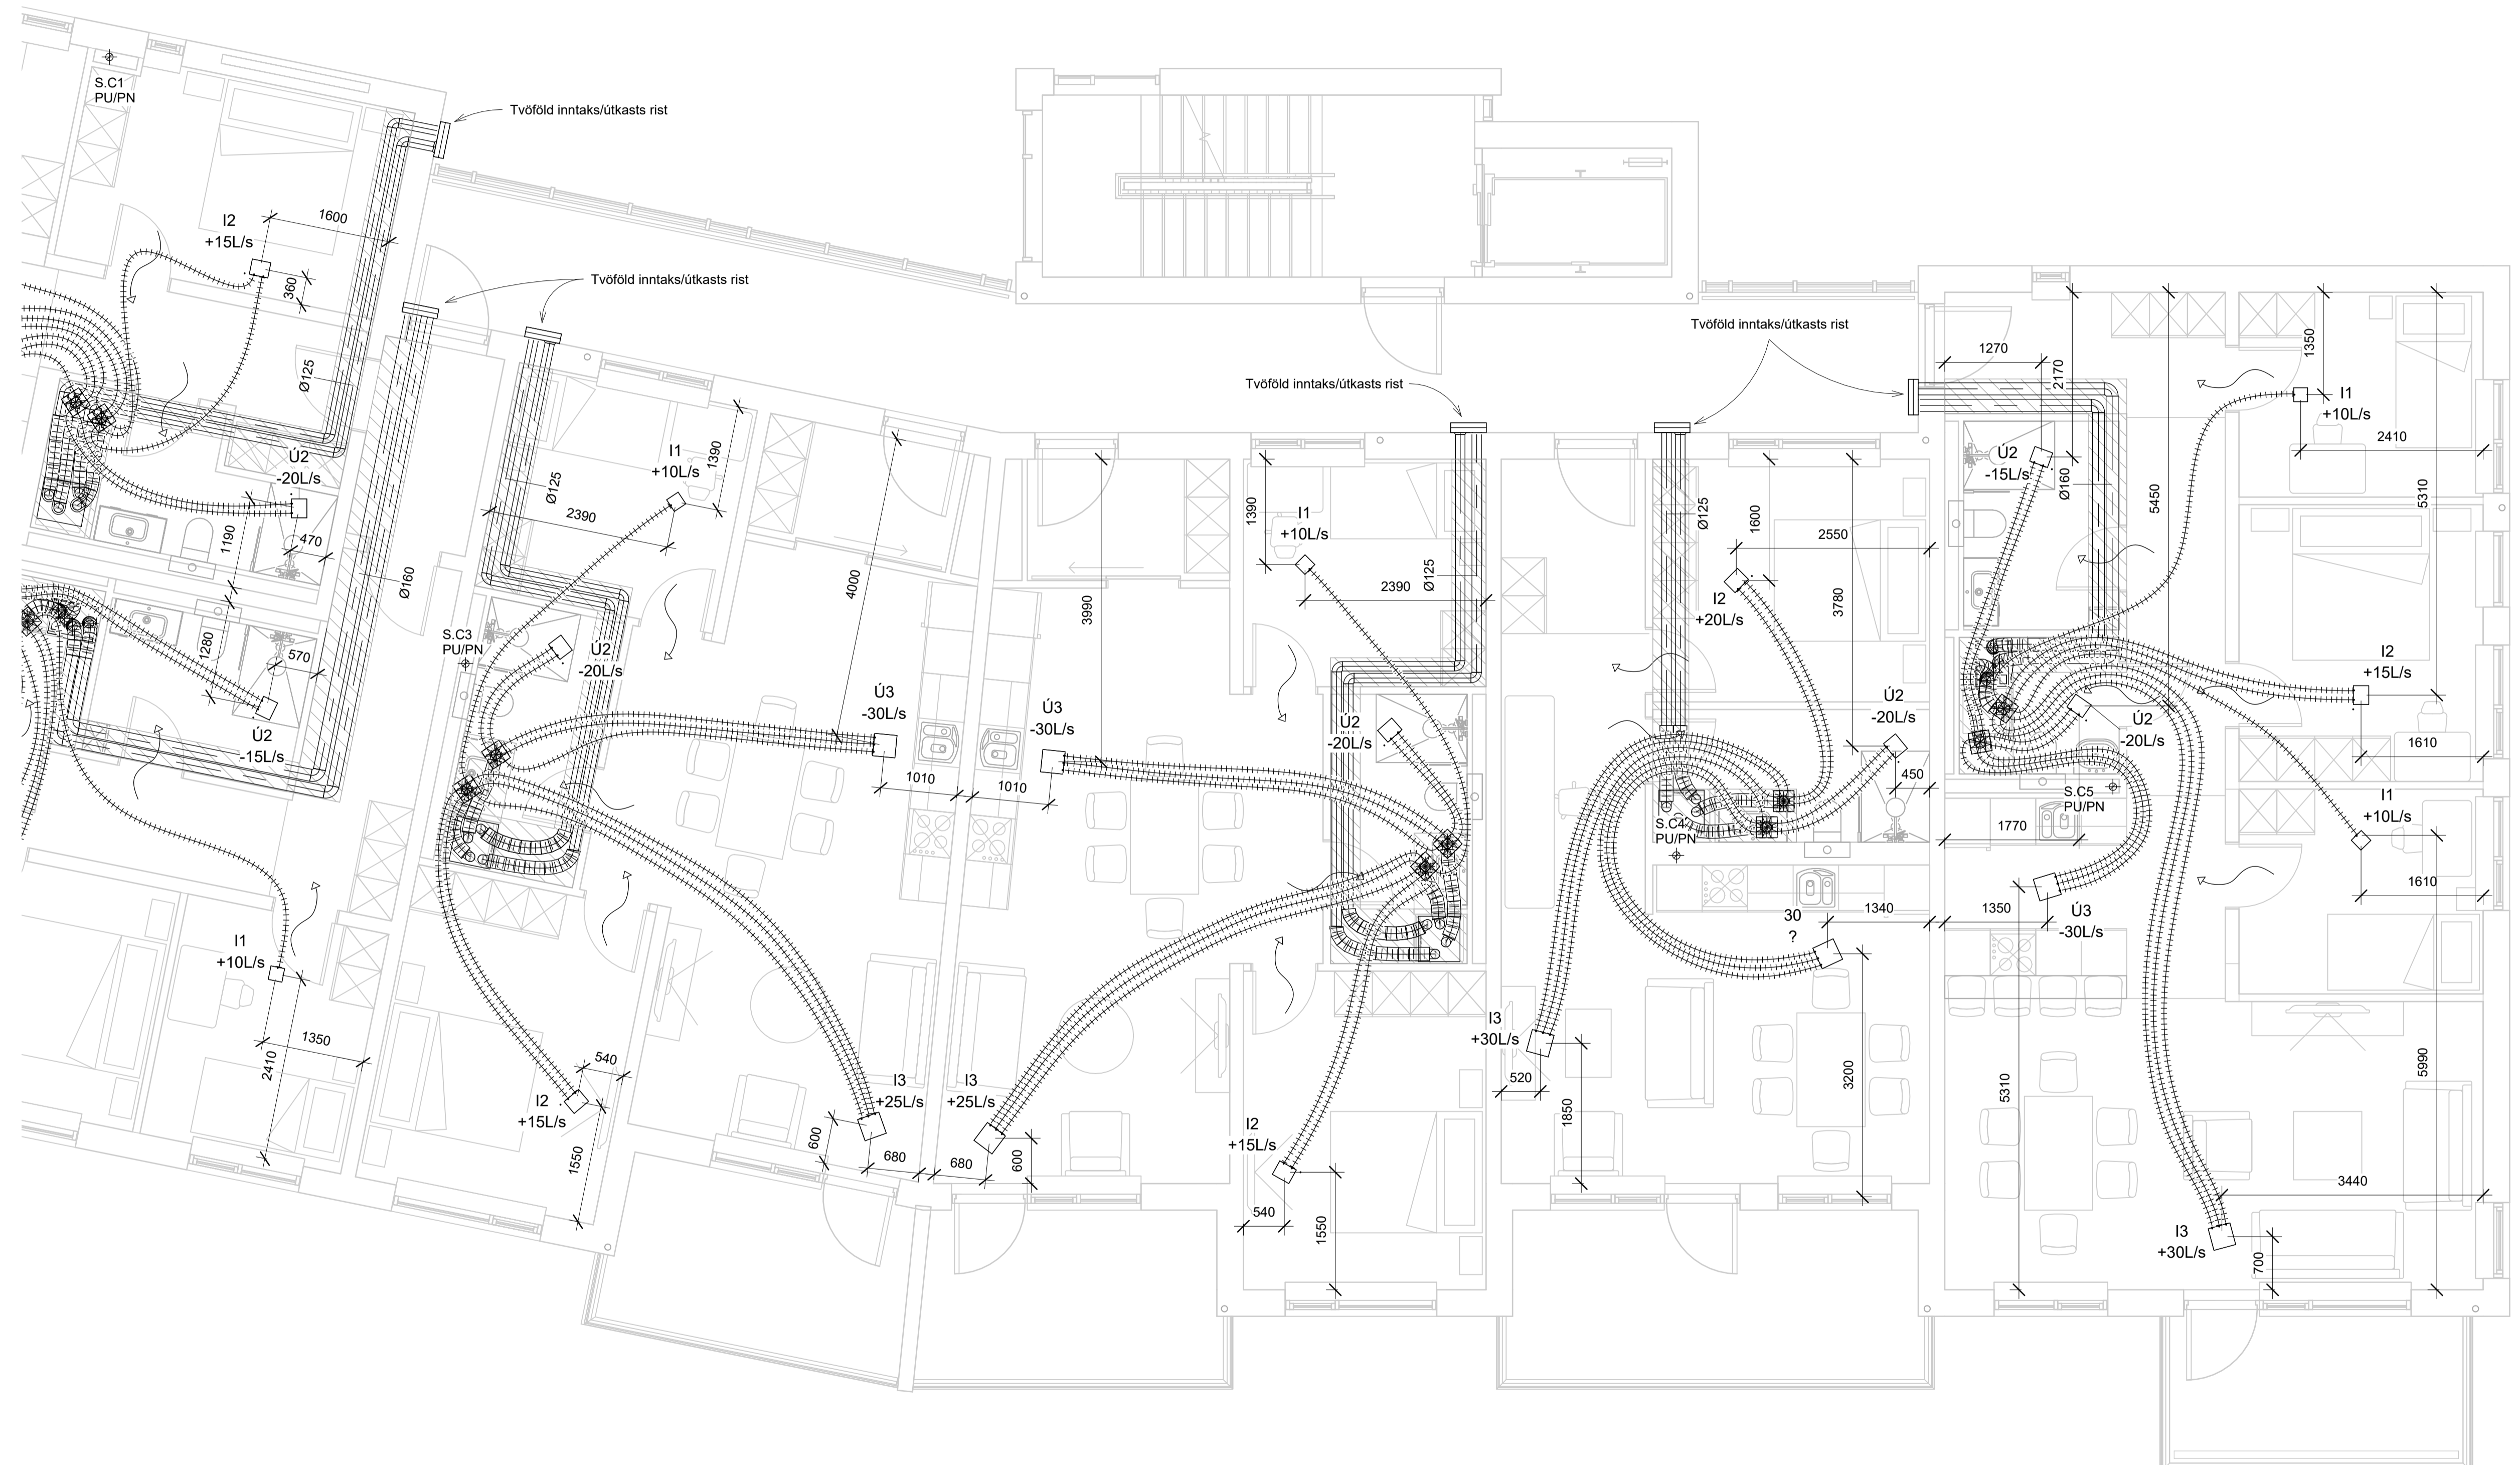 S.C1
PU/PN
Tvöföld inntaks/útkasts rist
I2
+15L/s
1600
360
Ø125
Ú2
-20L/s
1190
470
Tvöföld inntaks/útkasts rist
Ø160
1280
570
Ú2
-15L/s
I1
+10L/s
1350
2410
Ø125
2390
I1
+10L/s
1390
S.C3
PU/PN
Ú2
-20L/s
4000
Ú3
-30L/s
1010
I2
+15L/s
540
1550
I3
+25L/s
600
680
Tvöföld inntaks/útkasts rist
3990
Ú3
-30L/s
1010
1390
I1
+10L/s
2390
Ø125
Ú2
-20L/s
I3
+25L/s
680
600
I2
+15L/s
540
1550
Tvöföld inntaks/útkasts rist
Ø125
1600
2550
I2
+20L/s
3780
Ú2
-20L/s
450
S.C4
PU/PN
30
?
1340
I3
+30L/s
520
1850
3200
1270
2170
Ú2
-15L/s
Ø160
5450
1350
I1
+10L/s
2410
5310
I2
+15L/s
1610
Ú2
-20L/s
S.C5
PU/PN
1770
I1
+10L/s
1610
1350
Ú3
-30L/s
5310
5990
3440
I3
+30L/s
700